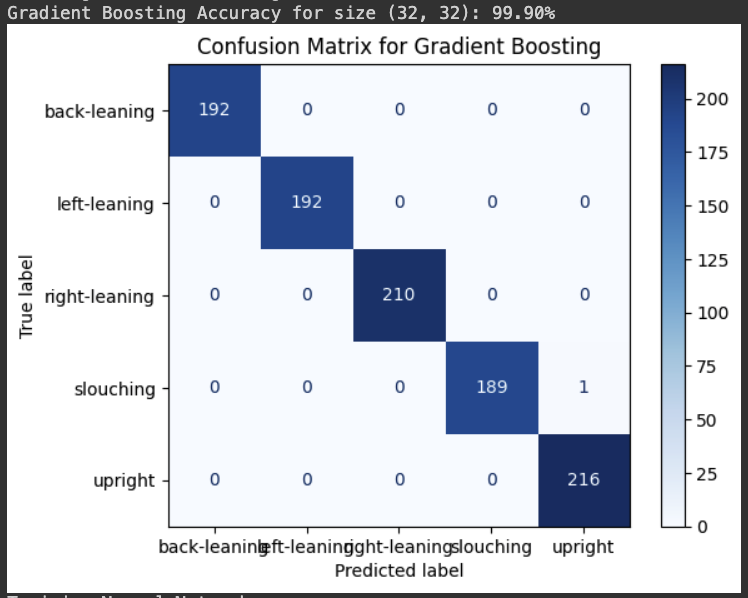 Gradient Boosting Accuracy for size (32, 32): 99.90%
Confusion Matrix for Gradient Boosting
back-leaning 192 0 0 0 0
left-leaning 0 192 0 0 0
right-leaning 0 0 210 0 0
slouching 0 0 0 189 1
upright 0 0 0 0 216
True label
back-leaning left-leaning right-leaning slouching upright
Predicted label
200
175
150
125
100
75
50
25
0